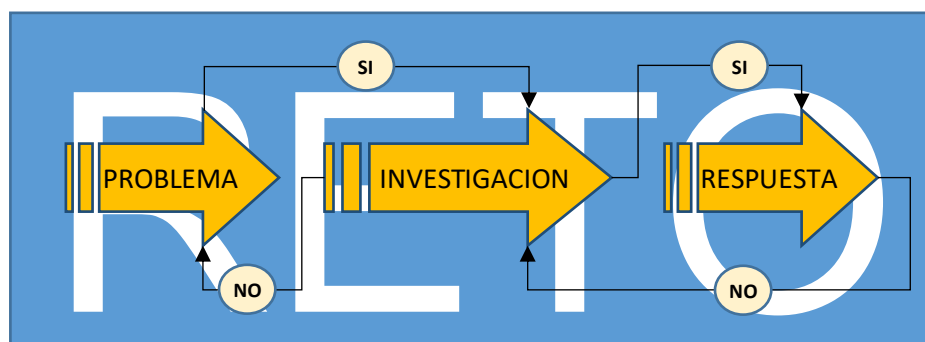 RETO
SI
SI
PROBLEMA
INVESTIGACION
RESPUESTA
NO
NO